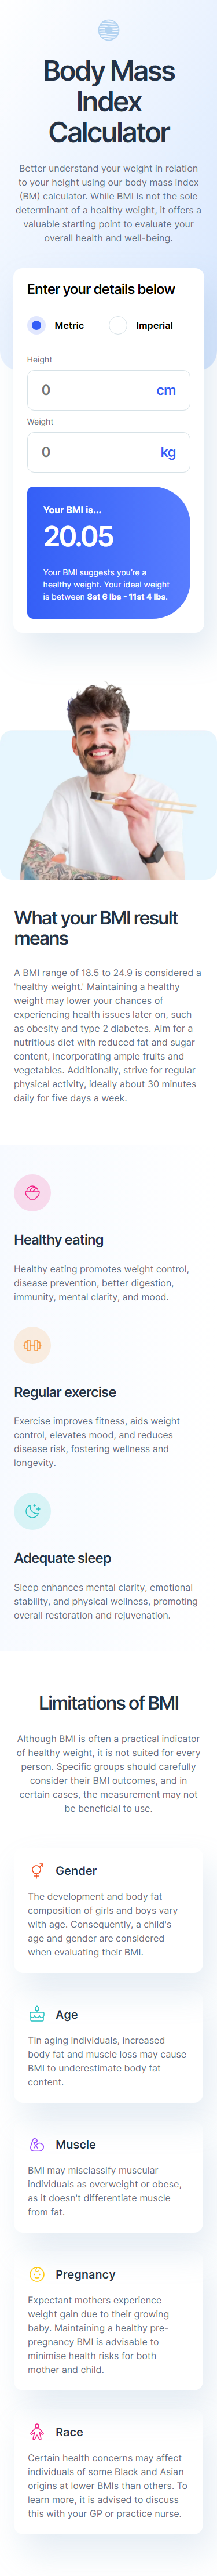 Body Mass
Index
Calculator
Better understand your weight in relation
to your height using our body mass index
(BM) calculator. While BMI is not the sole
determinant of a healthy weight, it offers a
valuable starting point to evaluate your
overall health and well-being.
Enter your details below
Metric
Imperial
Height
0
cm
Weight
0
kg
Your BMI is...
20.05
Your BMI suggests you're a
healthy weight. Your ideal weight
is between 8st 6 lbs - 11st 4 lbs.
What your BMI result
means
A BMI range of 18.5 to 24.9 is considered a
'healthy weight.' Maintaining a healthy
weight may lower your chances of
experiencing health issues later on, such
as obesity and type 2 diabetes. Aim for a
nutritious diet with reduced fat and sugar
content, incorporating ample fruits and
vegetables. Additionally, strive for regular
physical activity, ideally about 30 minutes
daily for five days a week.
Healthy eating
Healthy eating promotes weight control,
disease prevention, better digestion,
immunity, mental clarity, and mood.
Regular exercise
Exercise improves fitness, aids weight
control, elevates mood, and reduces
disease risk, fostering wellness and
longevity.
Adequate sleep
Sleep enhances mental clarity, emotional
stability, and physical wellness, promoting
overall restoration and rejuvenation.
Limitations of BMI
Although BMI is often a practical indicator
of healthy weight, it is not suited for every
person. Specific groups should carefully
consider their BMI outcomes, and in
certain cases, the measurement may not
be beneficial to use.
Gender
The development and body fat
composition of girls and boys vary
with age. Consequently, a child's
age and gender are considered
when evaluating their BMI.
Age
TIn aging individuals, increased
body fat and muscle loss may cause
BMI to underestimate body fat
content.
Muscle
BMI may misclassify muscular
individuals as overweight or obese,
as it doesn't differentiate muscle
from fat.
Pregnancy
Expectant mothers experience
weight gain due to their growing
baby. Maintaining a healthy pre-
pregnancy BMI is advisable to
minimise health risks for both
mother and child.
Race
Certain health concerns may affect
individuals of some Black and Asian
origins at lower BMIs than others. To
learn more, it is advised to discuss
this with your GP or practice nurse.